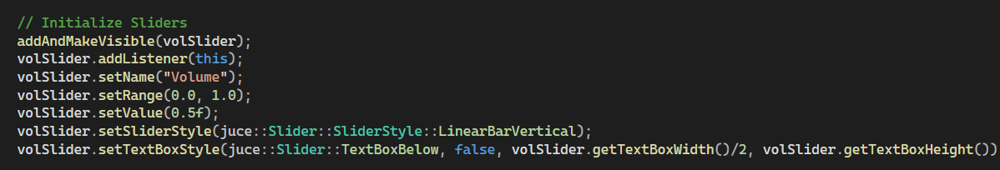 // Initialize Sliders
addAndMakeVisible(volSlider);
volSlider.addListener(this);
volSlider.setName("Volume");
volSlider.setRange(0.0, 1.0);
volSlider.setValue(0.5f);
volSlider.setSliderStyle(juce::Slider::SliderStyle::LinearBarVertical);
volSlider.setTextBoxStyle(juce::Slider::TextBoxBelow, false, volSlider.getTextBoxWidth()/2, volSlider.getTextBoxHeight())